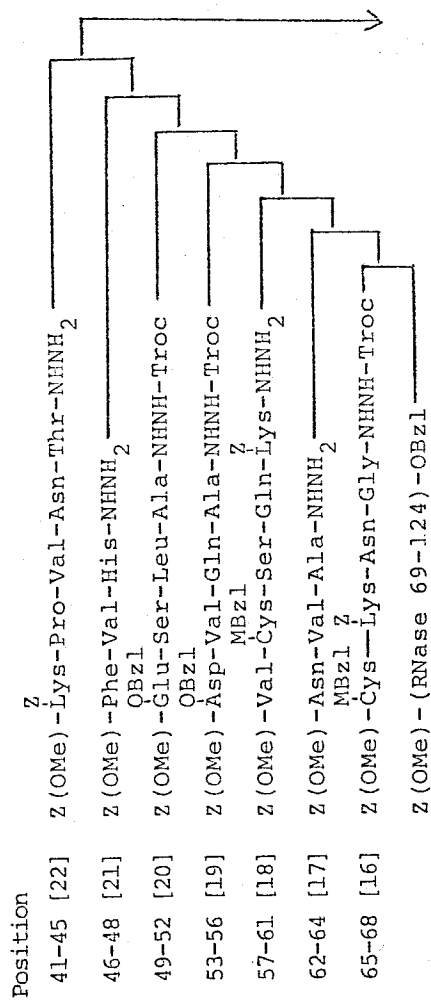 Position
Z
41-45 [22] Z(OMe)-Lys-Pro-Val-Asn-Thr-NHNH2
46-48 [21] Z(OMe)-Phe-Val-His-NHNH2
OBzl
49-52 [20] Z(OMe)-Glu-Ser-Leu-Ala-NHNH-Troc
OBzl
53-56 [19] Z(OMe)-Asp-Val-Gln-Ala-NHNH-Troc
MBzl Z
57-61 [18] Z(OMe)-Val-Cys-Ser-Gln-Lys-NHNH2
62-64 [17] Z(OMe)-Asn-Val-Ala-NHNH2
MBzl Z
65-68 [16] Z(OMe)-Cys—Lys-Asn-Gly-NHNH-Troc
Z(OMe)-(RNase 69-124)-OBzl